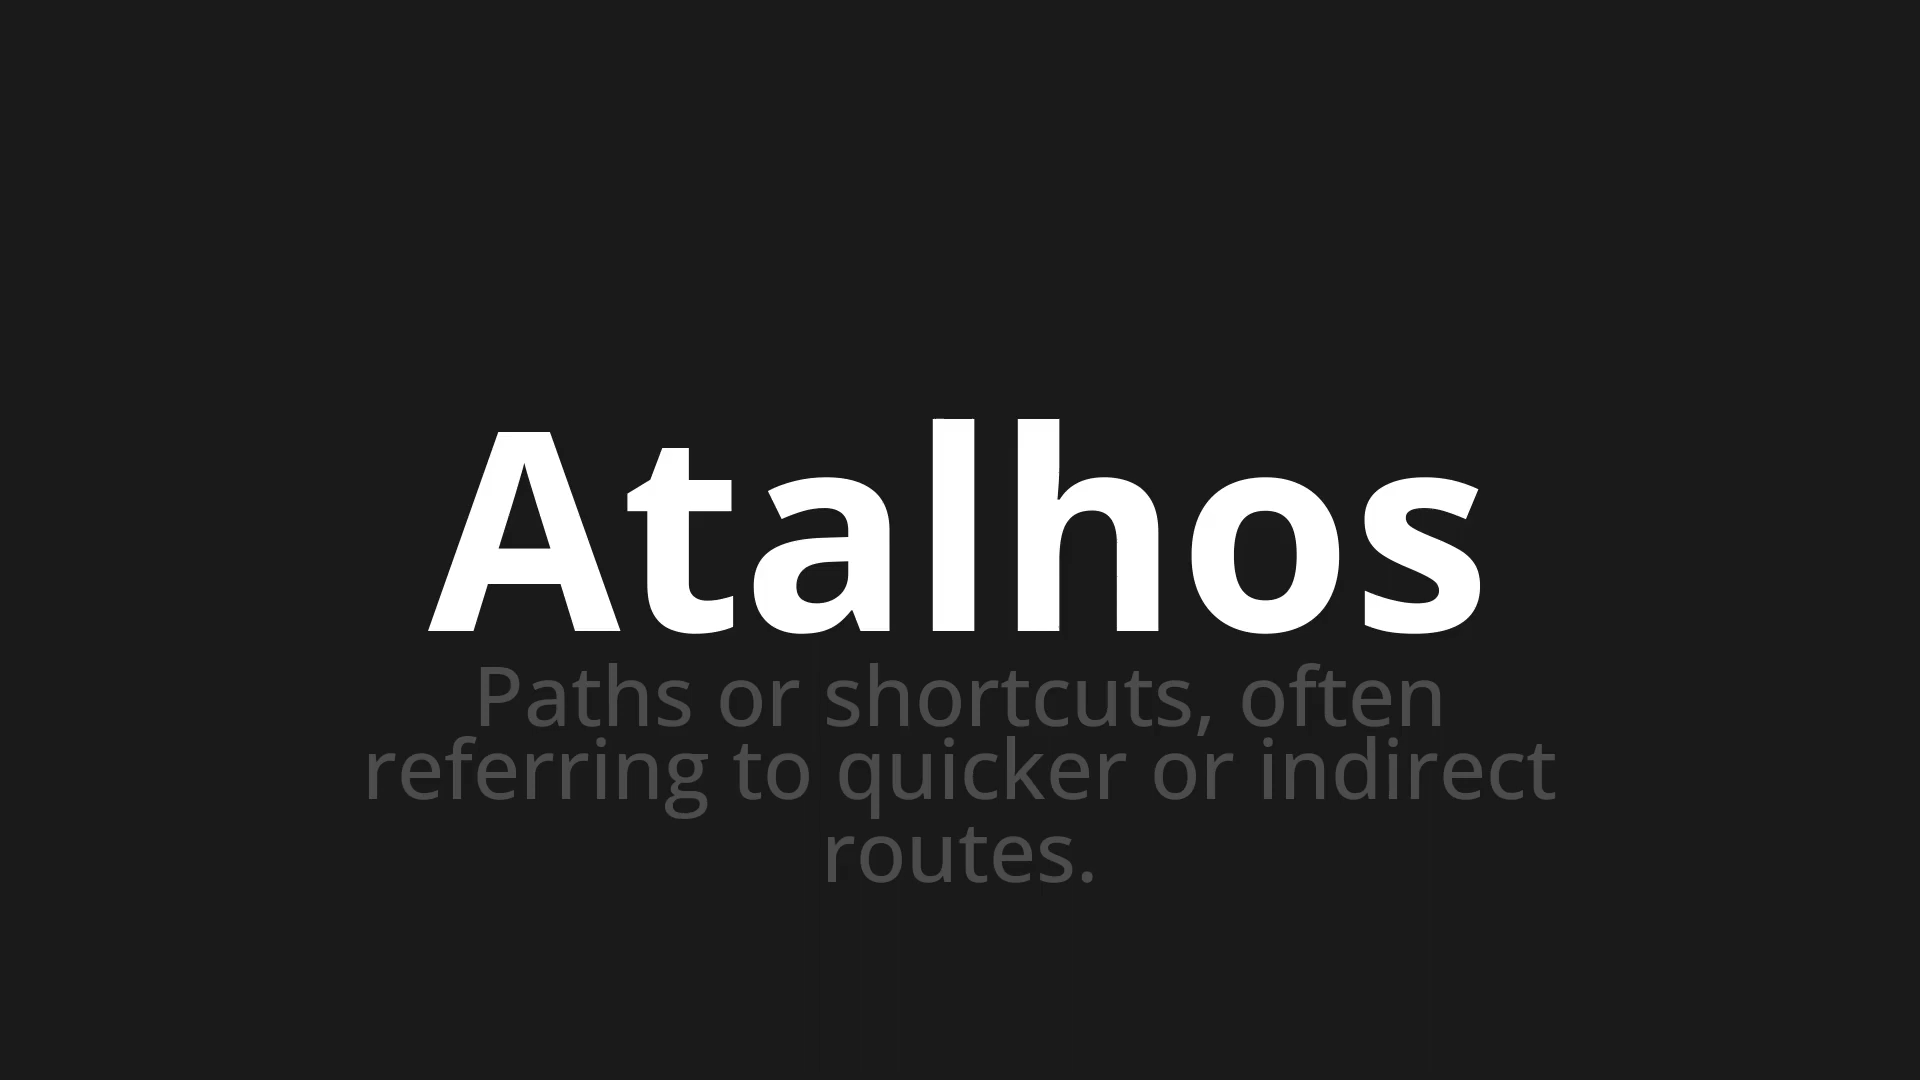 Atalhos
Paths or shortcuts, often
referring to quicker or indirect
routes.